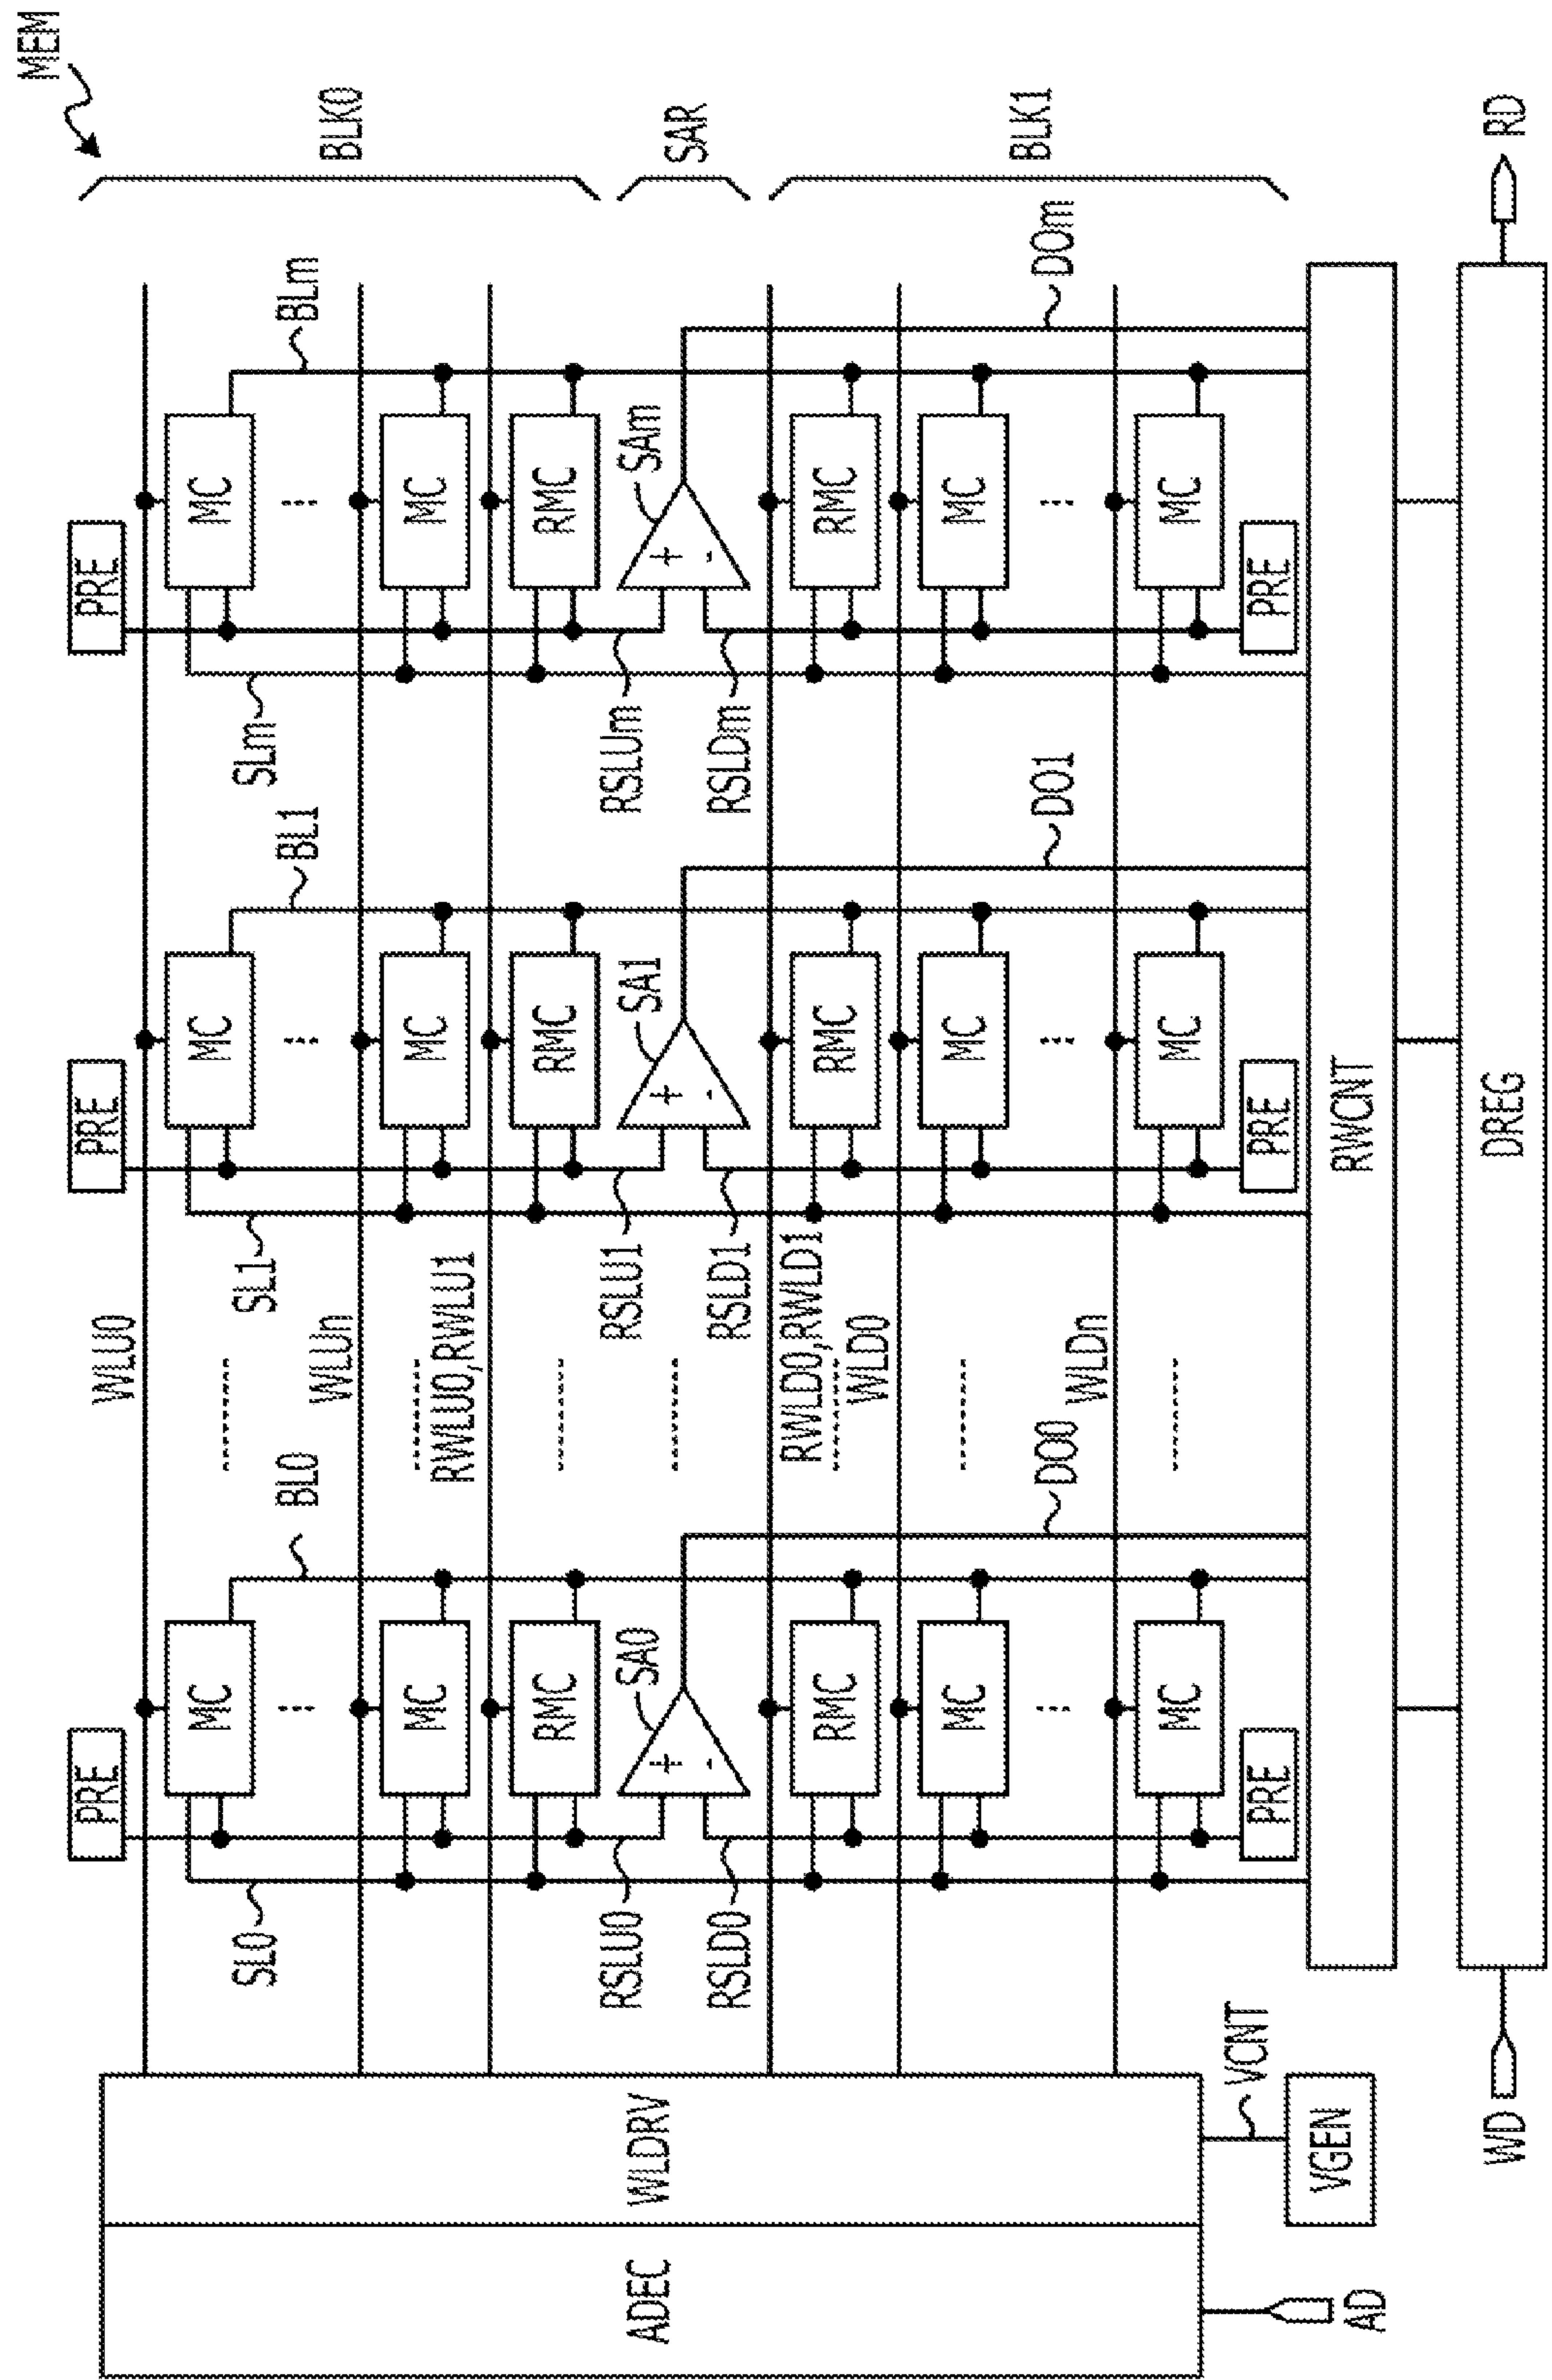 MEM
BLK0
SAR
BLK1
PRE
PRE
PRE
WLU0
MC
MC
MC
SL0
BL0
SL1
BL1
SLm
BLm
WLUn
MC
MC
MC
RWLU0,RWLU1
RMC
RMC
RMC
RSLU0
SA0
RSLU1
SA1
RSLUm
SAm
+
-
+
-
+
-
RSLD0
RSLD1
RSLDm
RWLD0,RWLD1
RMC
RMC
RMC
WLD0
MC
MC
MC
DO0
DO1
DOm
WLDn
MC
MC
MC
PRE
PRE
PRE
ADEC
WLDRV
VCNT
VGEN
AD
RWCNT
WD
DREG
RD